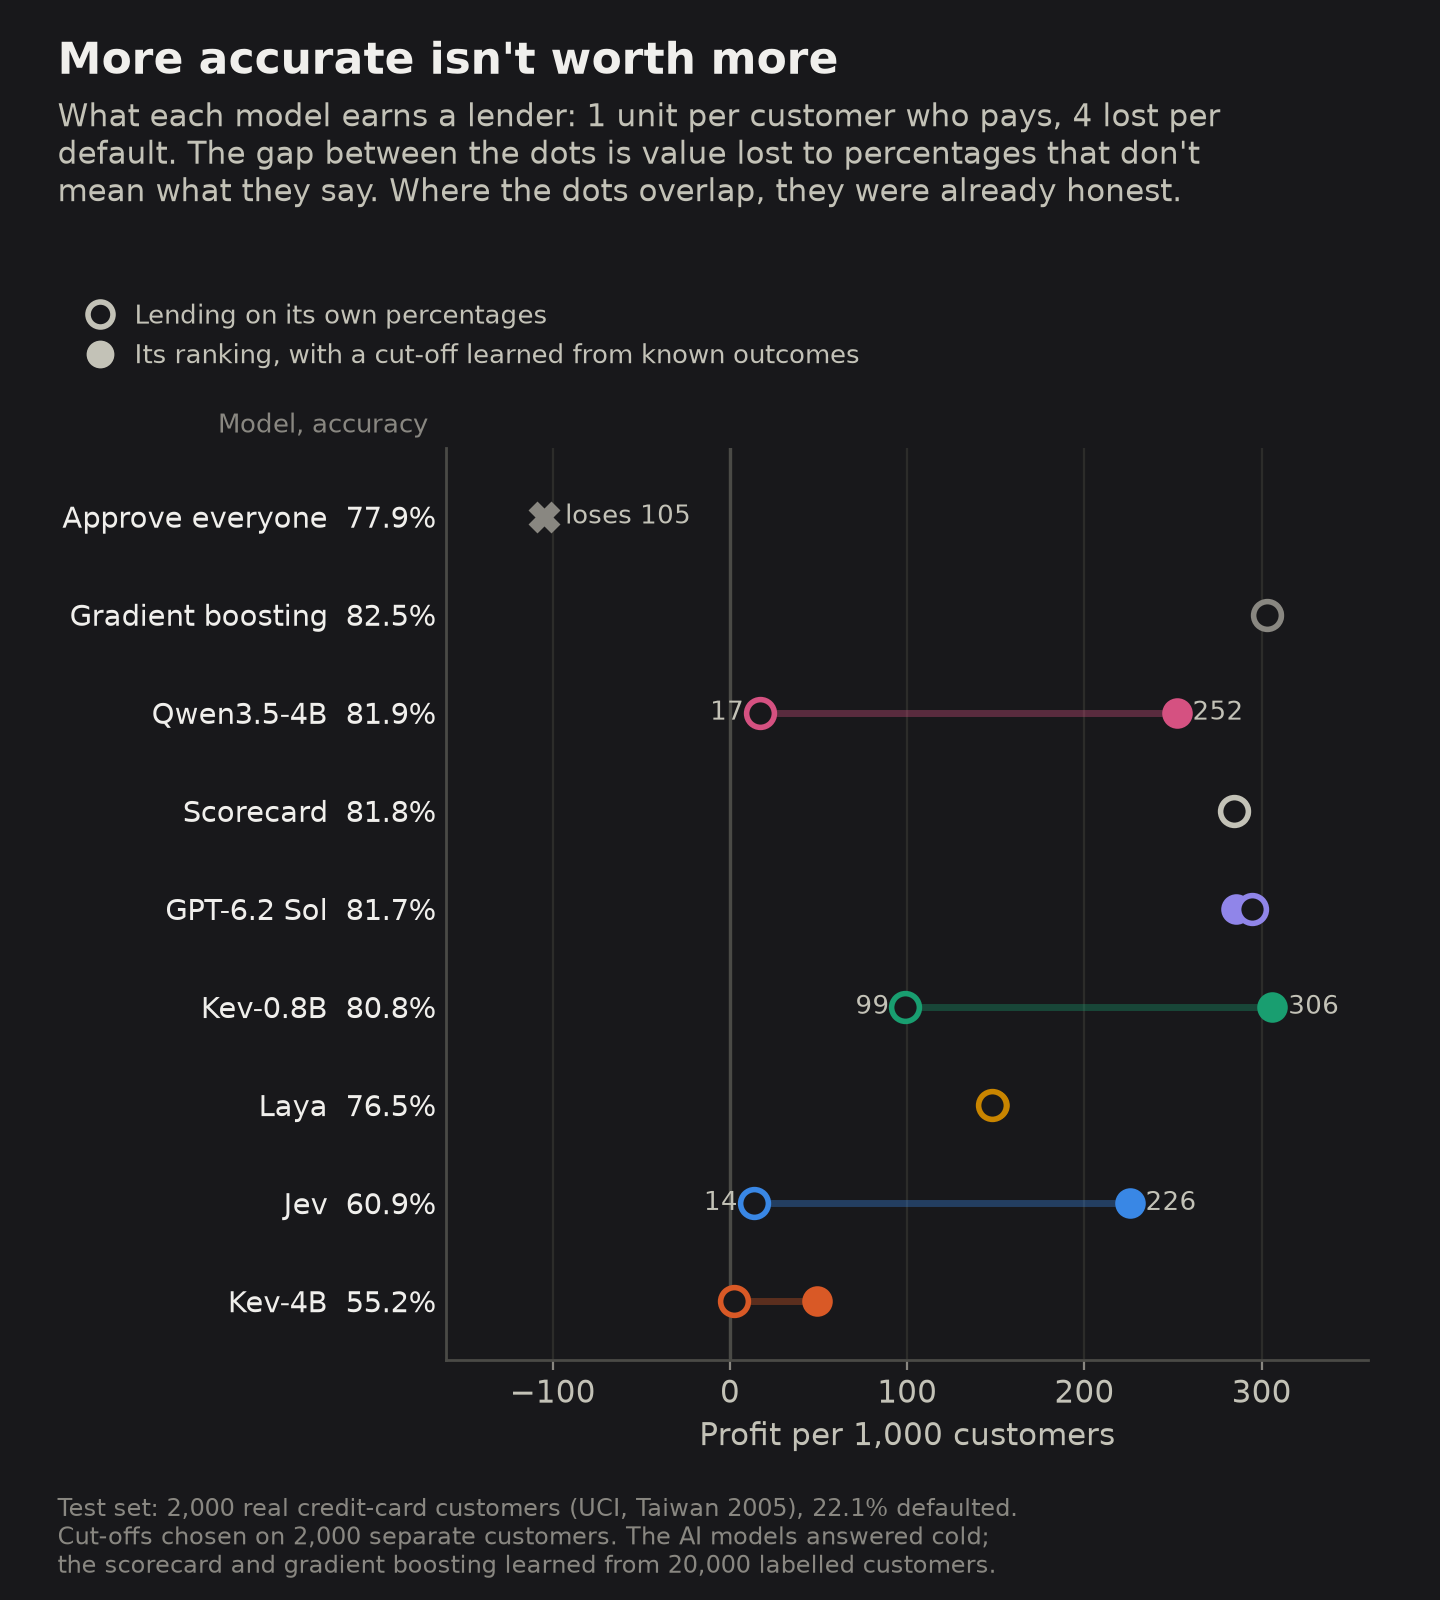 More accurate isn't worth more
What each model earns a lender: 1 unit per customer who pays, 4 lost per
default. The gap between the dots is value lost to percentages that don't
mean what they say. Where the dots overlap, they were already honest.
Lending on its own percentages
Its ranking, with a cut-off learned from known outcomes
Model, accuracy
Approve everyone 77.9%
loses 105
Gradient boosting 82.5%
Qwen3.5-4B 81.9%
17
252
Scorecard 81.8%
GPT-6.2 Sol 81.7%
Kev-0.8B 80.8%
99
306
Laya 76.5%
Jev 60.9%
14
226
Kev-4B 55.2%
−100 0 100 200 300
Profit per 1,000 customers
Test set: 2,000 real credit-card customers (UCI, Taiwan 2005), 22.1% defaulted.
Cut-offs chosen on 2,000 separate customers. The AI models answered cold;
the scorecard and gradient boosting learned from 20,000 labelled customers.